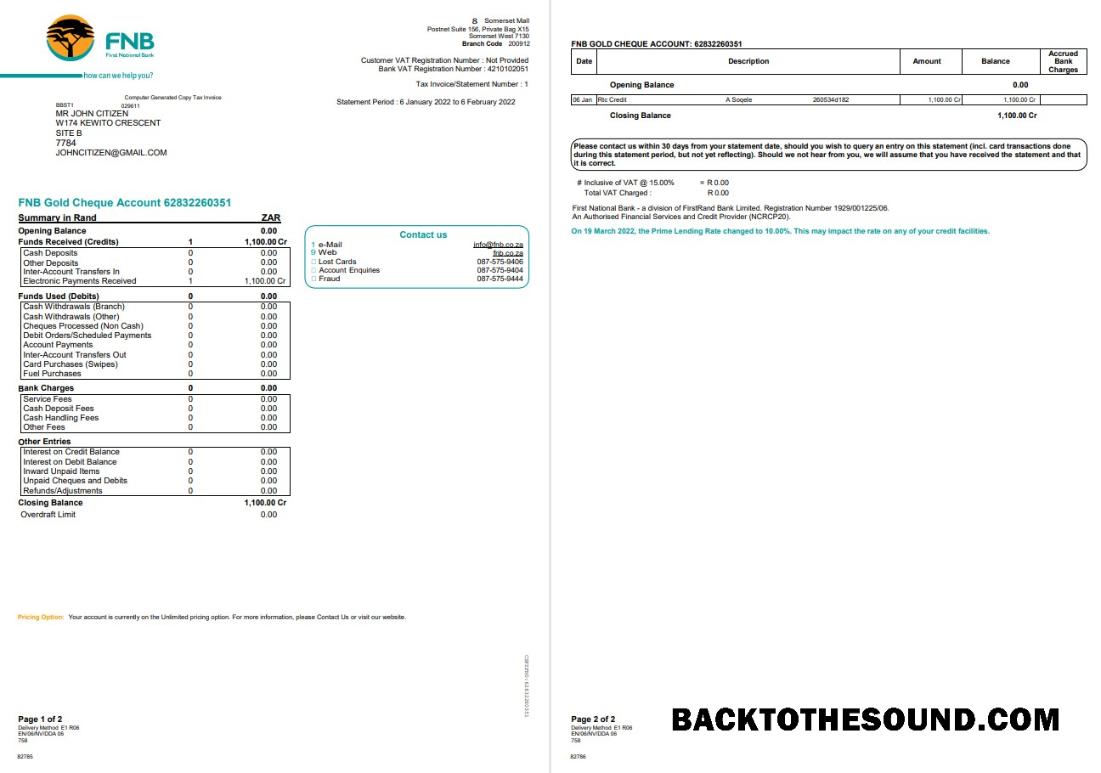 FNB
First National Bank
how can we help you?
8 Somerset Mall
Postnet Suite 156, Private Bag X15
Somerset West 7130
Branch Code 200912
Customer VAT Registration Number : Not Provided
Bank VAT Registration Number : 4210102051
Tax Invoice/Statement Number : 1
Statement Period : 6 January 2022 to 6 February 2022
Computer Generated Copy Tax Invoice
BBST1 029611
MR JOHN CITIZEN
W174 KEWITO CRESCENT
SITE B
7784
JOHNCITIZEN@GMAIL.COM
FNB Gold Cheque Account 62832260351
Summary in Rand ZAR
Opening Balance 0.00
Funds Received (Credits) 1 1,100.00 Cr
Cash Deposits 0 0.00
Other Deposits 0 0.00
Inter-Account Transfers In 0 0.00
Electronic Payments Received 1 1,100.00 Cr
Funds Used (Debits) 0 0.00
Cash Withdrawals (Branch) 0 0.00
Cash Withdrawals (Other) 0 0.00
Cheques Processed (Non Cash) 0 0.00
Debit Orders/Scheduled Payments 0 0.00
Account Payments 0 0.00
Inter-Account Transfers Out 0 0.00
Card Purchases (Swipes) 0 0.00
Fuel Purchases 0 0.00
Bank Charges 0 0.00
Service Fees 0 0.00
Cash Deposit Fees 0 0.00
Cash Handling Fees 0 0.00
Other Fees 0 0.00
Other Entries
Interest on Credit Balance 0 0.00
Interest on Debit Balance 0 0.00
Inward Unpaid Items 0 0.00
Unpaid Cheques and Debits 0 0.00
Refunds/Adjustments 0 0.00
Closing Balance 1,100.00 Cr
Overdraft Limit 0.00
Contact us
1 e-Mail info@fnb.co.za
9 Web fnb.co.za
Lost Cards 087-575-9406
Account Enquiries 087-575-9404
Fraud 087-575-9444
Pricing Option: Your account is currently on the Unlimited pricing option. For more information, please Contact Us or visit our website.
Page 1 of 2
Delivery Method E1 R06
EN/06/NV/DDA 06
758
82785
FNB GOLD CHEQUE ACCOUNT: 62832260351
Date Description Amount Balance Accrued Bank Charges
Opening Balance 0.00
06 Jan Rtc Credit A Soqele 260534d182 1,100.00 Cr 1,100.00 Cr
Closing Balance 1,100.00 Cr
Please contact us within 30 days from your statement date, should you wish to query an entry on this statement (incl. card transactions done
during this statement period, but not yet reflecting). Should we not hear from you, we will assume that you have received the statement and that
it is correct.
# Inclusive of VAT @ 15.00% = R 0.00
Total VAT Charged : R 0.00
First National Bank - a division of FirstRand Bank Limited. Registration Number 1929/001225/06.
An Authorised Financial Services and Credit Provider (NCRCP20).
On 19 March 2022, the Prime Lending Rate changed to 10.00%. This may impact the rate on any of your credit facilities.
Page 2 of 2
Delivery Method E1 R06
EN/06/NV/DDA 06
758
82786
BACKTOTHESOUND.COM